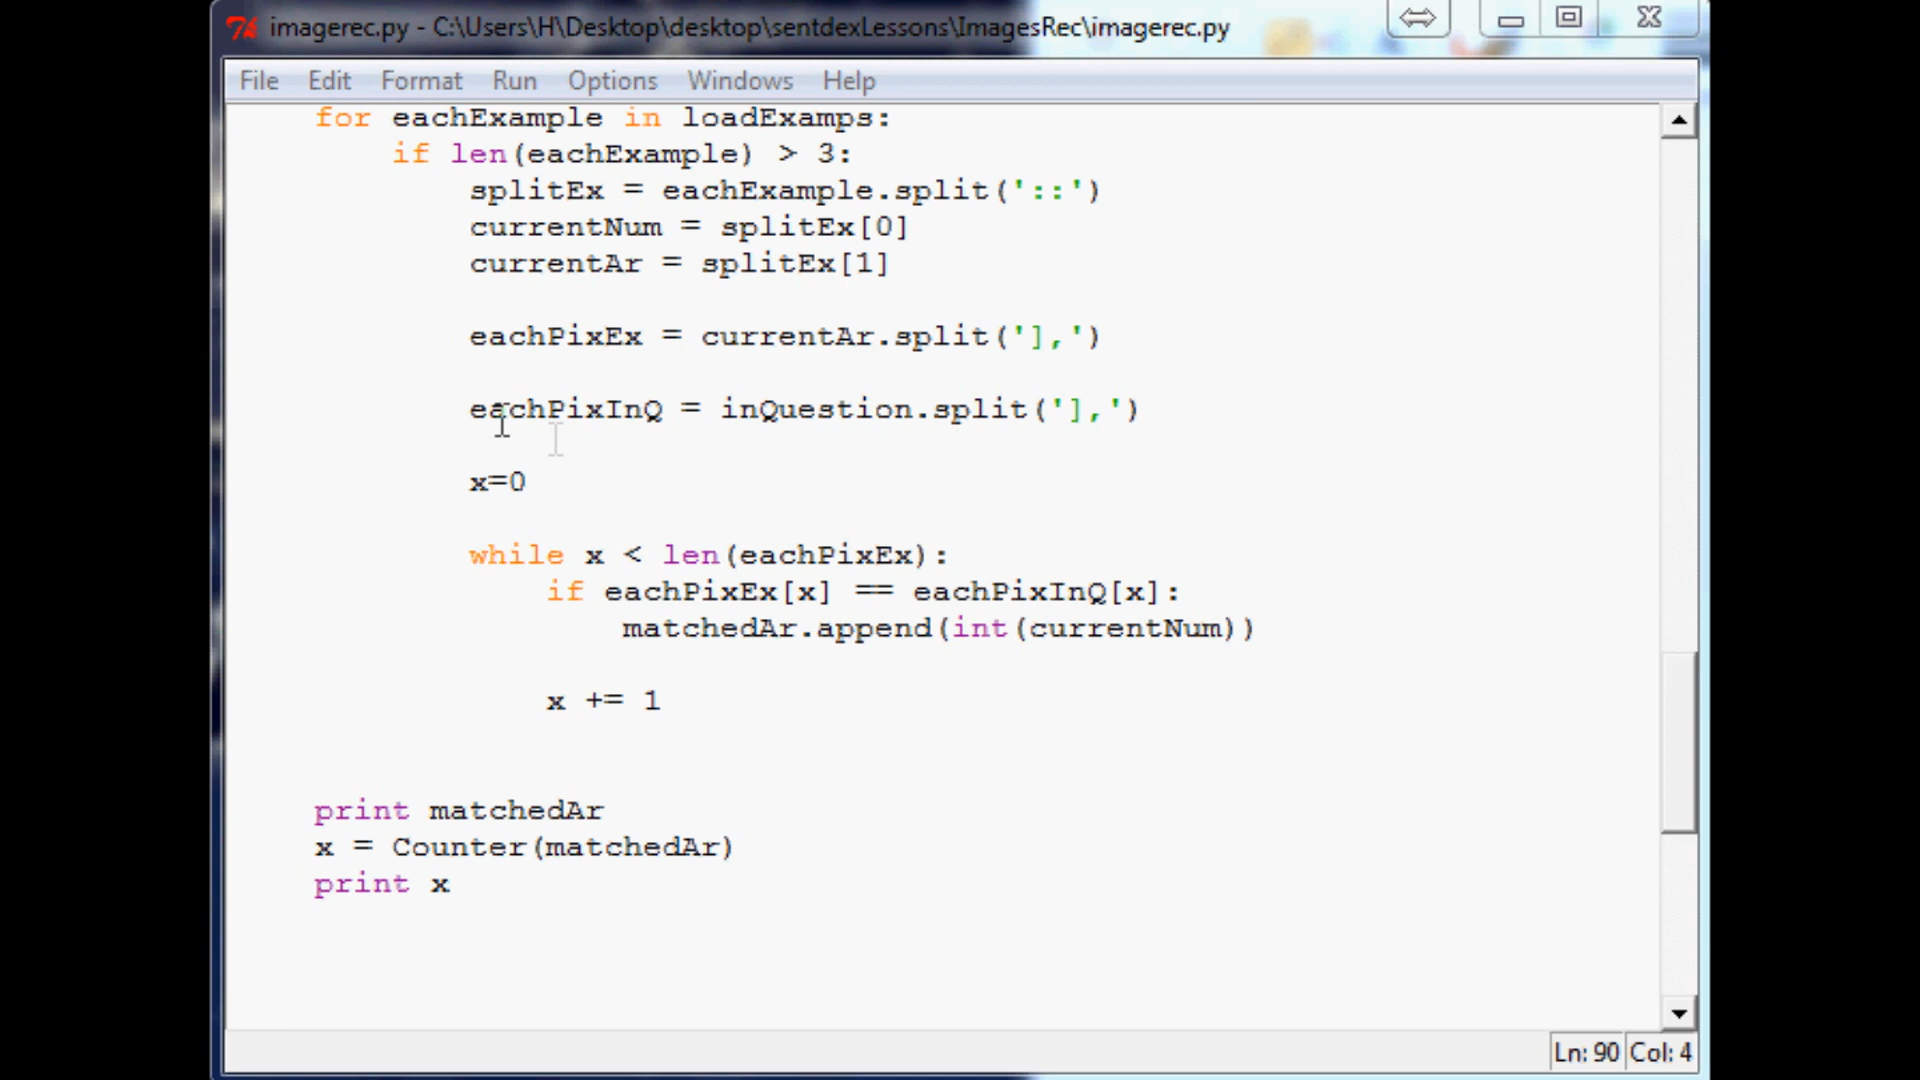 imagerec.py - C:\Users\H\Desktop\desktop\sentdexLessons\ImagesRec\imagerec.py
File Edit Format Run Options Windows Help
for eachExample in loadExamps:
if len(eachExample) > 3:
splitEx = eachExample.split('::')
currentNum = splitEx[0]
currentAr = splitEx[1]
eachPixEx = currentAr.split('],')
eachPixInQ = inQuestion.split('],')
x=0
while x < len(eachPixEx):
if eachPixEx[x] == eachPixInQ[x]:
matchedAr.append(int(currentNum))
x += 1
print matchedAr
x = Counter(matchedAr)
print x
Ln: 90 Col: 4